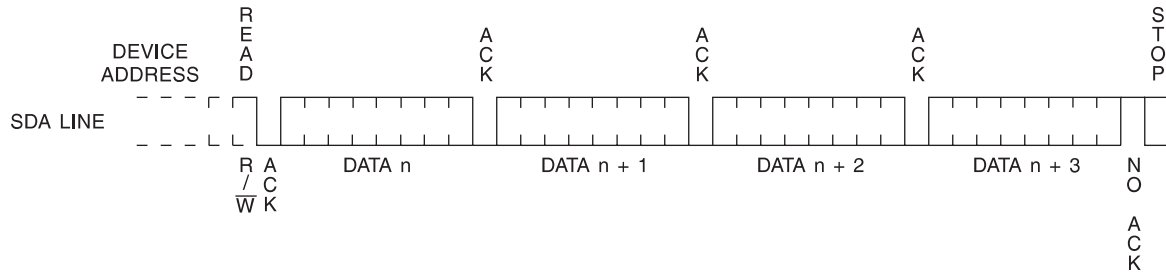 READ
ACK
ACK
ACK
STOP
DEVICE
ADDRESS
SDA LINE
R/W
ACK
DATA n
DATA n + 1
DATA n + 2
DATA n + 3
NO ACK